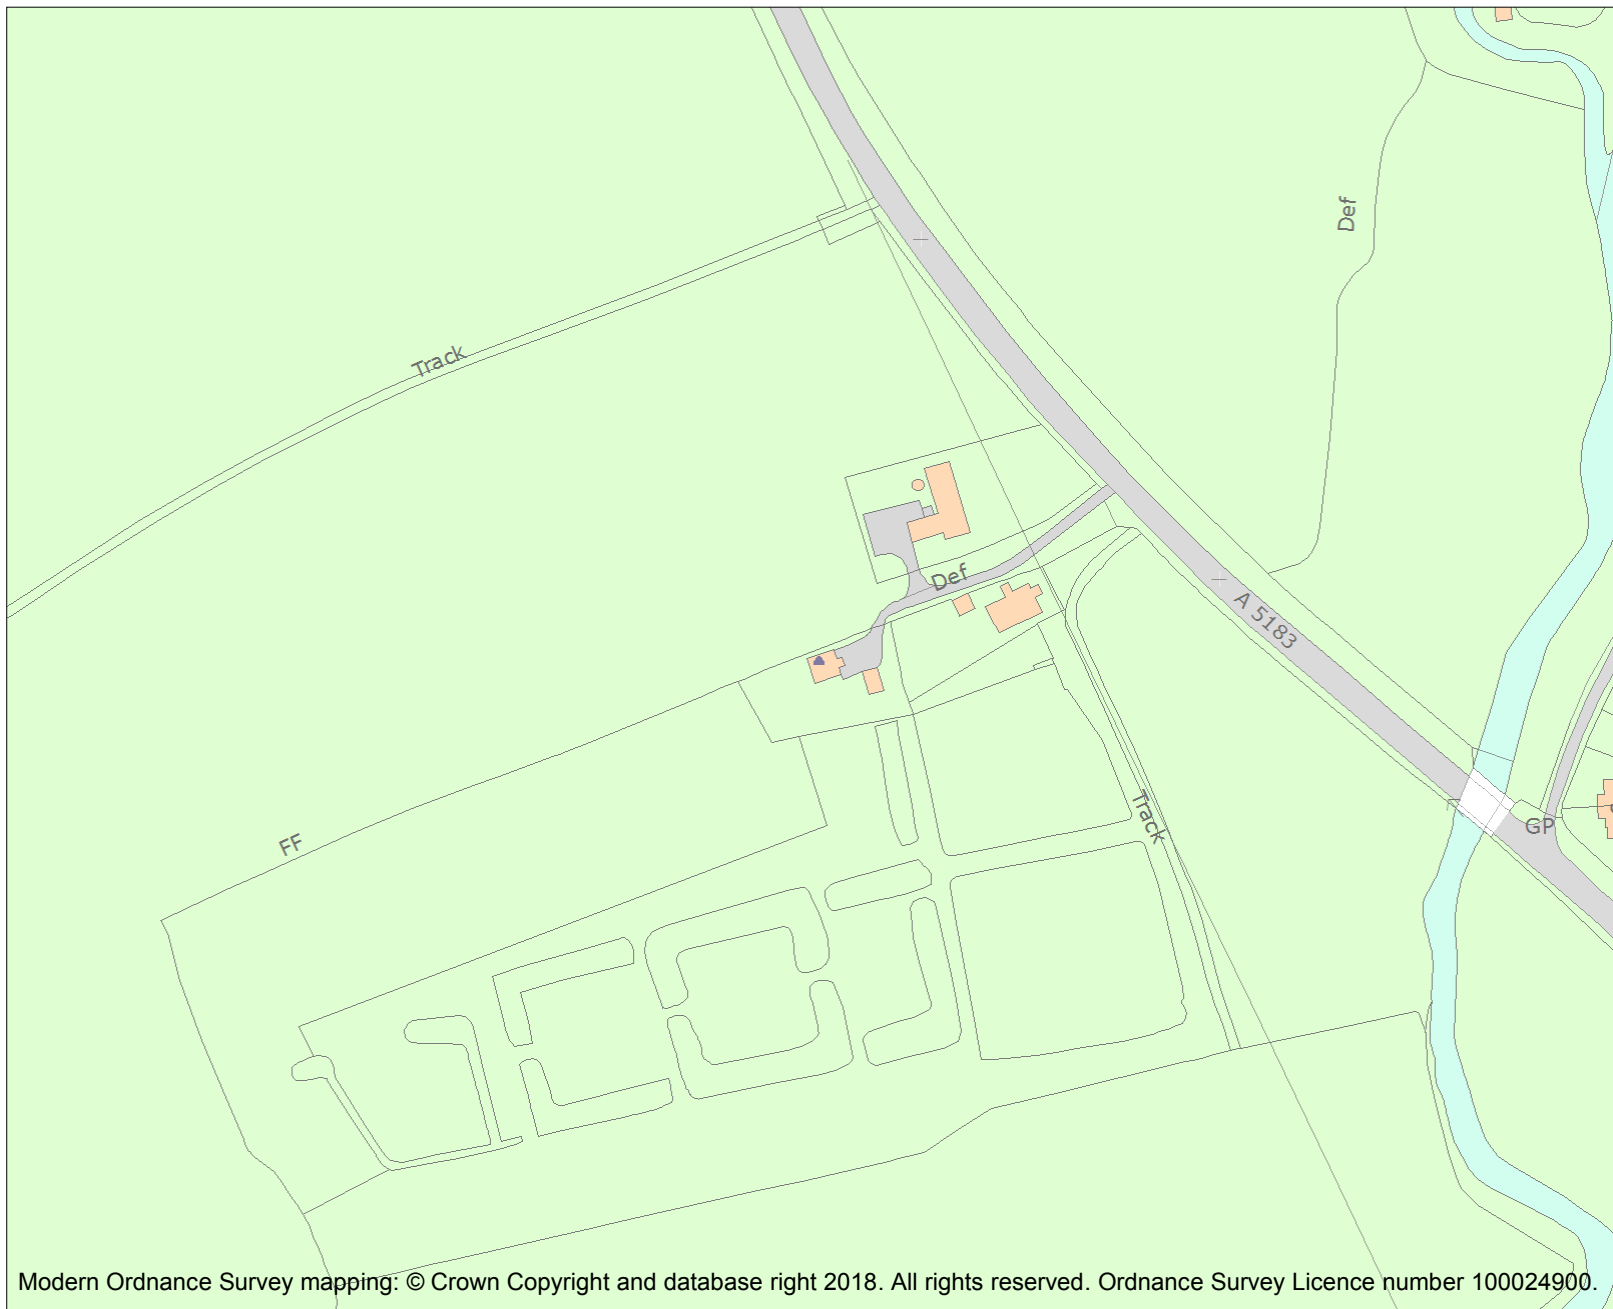 Def
Track
Def
A 5183
Track
GP
FF
Modern Ordnance Survey mapping: © Crown Copyright and database right 2018. All rights reserved. Ordnance Survey Licence number 100024900.